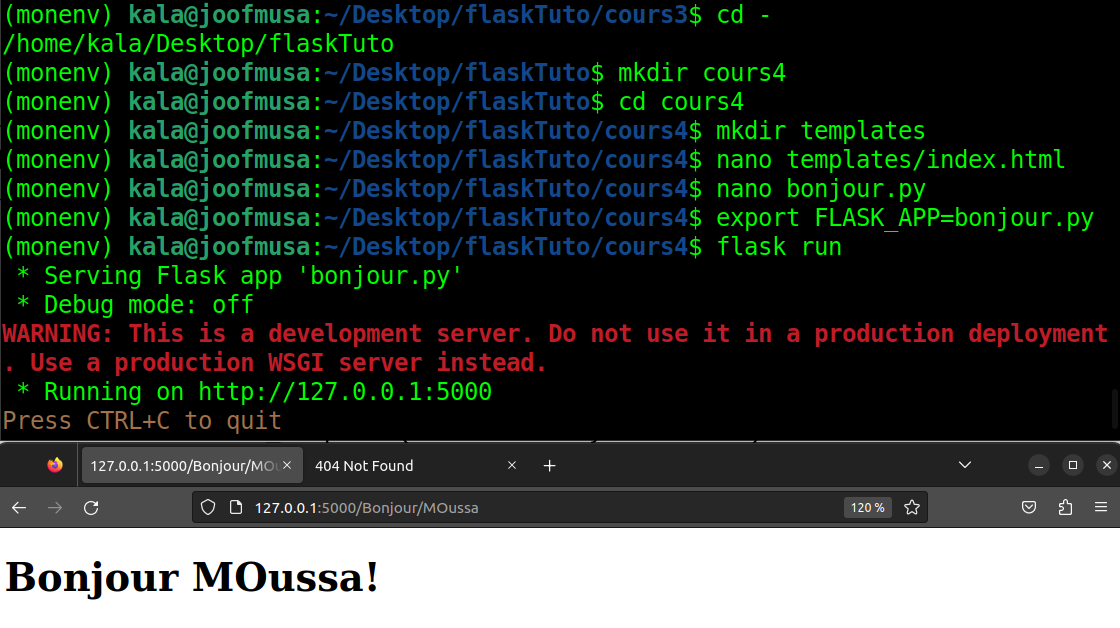 (monenv) kala@joofmusa:~/Desktop/flaskTuto/cours3$ cd -
/home/kala/Desktop/flaskTuto
(monenv) kala@joofmusa:~/Desktop/flaskTuto$ mkdir cours4
(monenv) kala@joofmusa:~/Desktop/flaskTuto$ cd cours4
(monenv) kala@joofmusa:~/Desktop/flaskTuto/cours4$ mkdir templates
(monenv) kala@joofmusa:~/Desktop/flaskTuto/cours4$ nano templates/index.html
(monenv) kala@joofmusa:~/Desktop/flaskTuto/cours4$ nano bonjour.py
(monenv) kala@joofmusa:~/Desktop/flaskTuto/cours4$ export FLASK_APP=bonjour.py
(monenv) kala@joofmusa:~/Desktop/flaskTuto/cours4$ flask run
 * Serving Flask app 'bonjour.py'
 * Debug mode: off
WARNING: This is a development server. Do not use it in a production deployment
. Use a production WSGI server instead.
 * Running on http://127.0.0.1:5000
Press CTRL+C to quit
127.0.0.1:5000/Bonjour/MOu 404 Not Found
127.0.0.1:5000/Bonjour/MOussa 120 %
Bonjour MOussa!